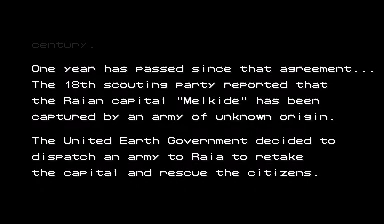 century.
One year has passed since that agreement...
The 18th scouting party reported that
the Raian capital "Melkide" has been
captured by an army of unknown origin.
The United Earth Government decided to
dispatch an army to Raia to retake
the capital and rescue the citizens.